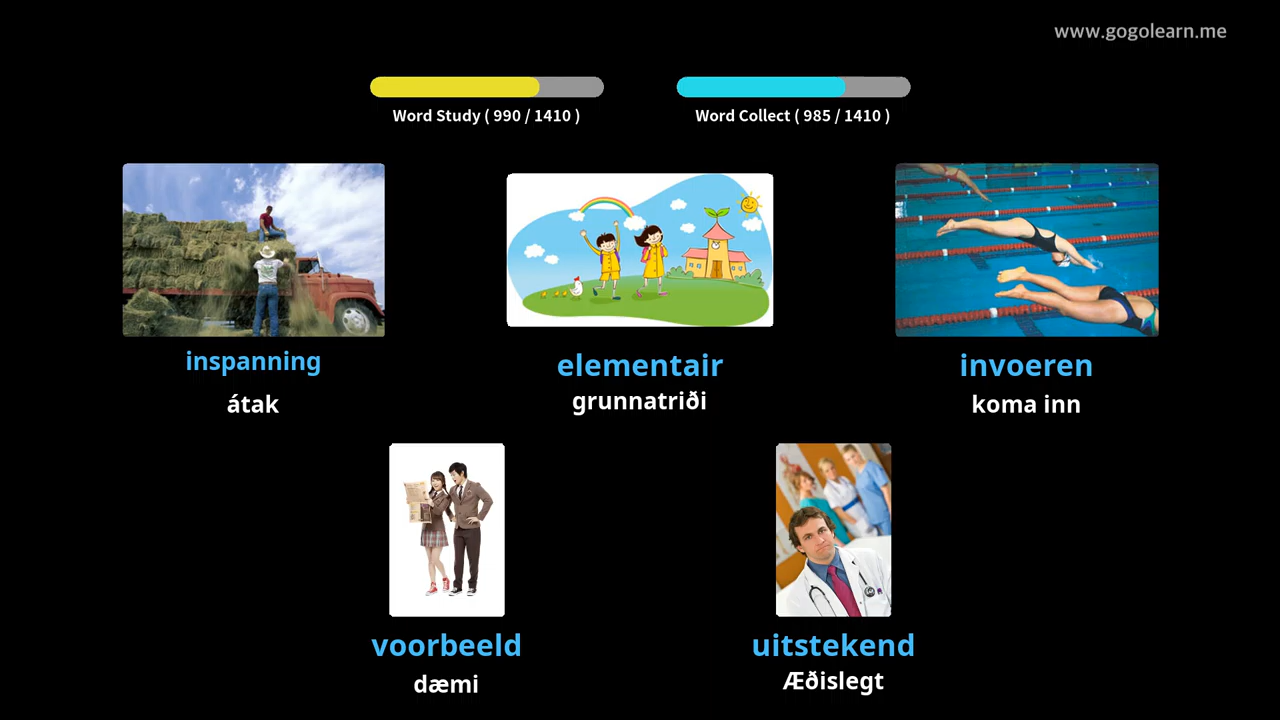 www.gogolearn.me
Word Study ( 990 / 1410 )
Word Collect ( 985 / 1410 )
inspanning
átak
elementair
grunnatriði
invoeren
koma inn
voorbeeld
dæmi
uitstekend
Æðislegt